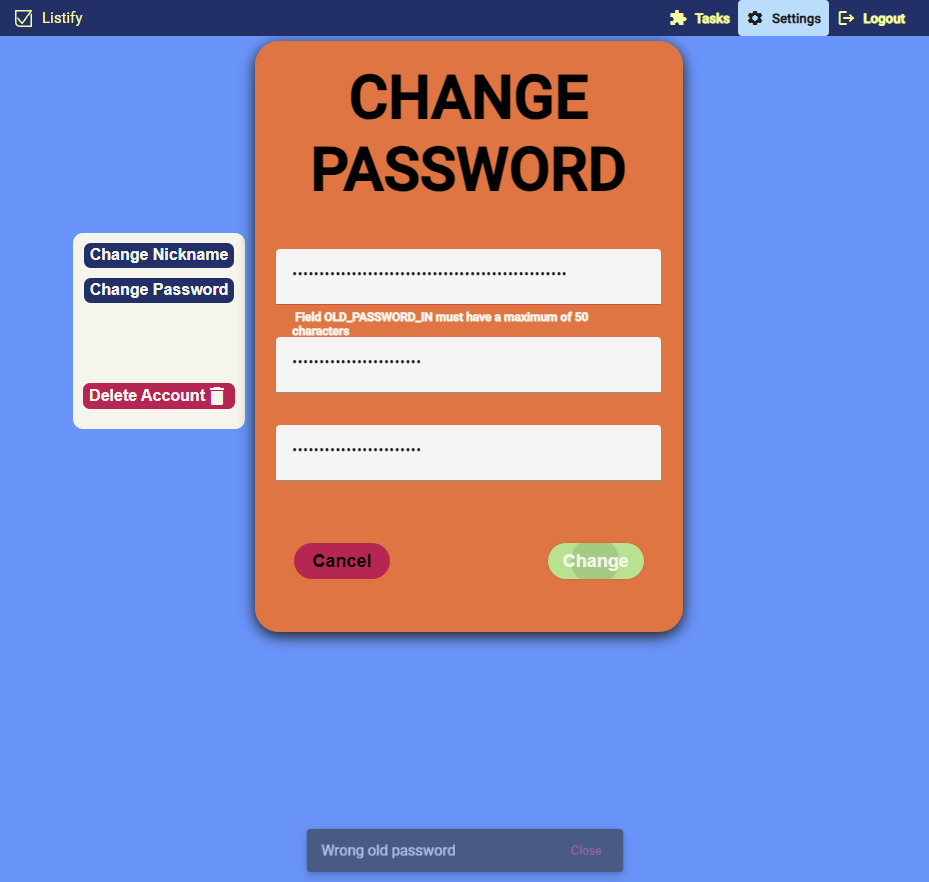 Listify
Tasks
Settings
Logout
CHANGE
PASSWORD
Change Nickname
Change Password
Delete Account
Field OLD_PASSWORD_IN must have a maximum of 50
characters
Cancel
Change
Wrong old password
Close